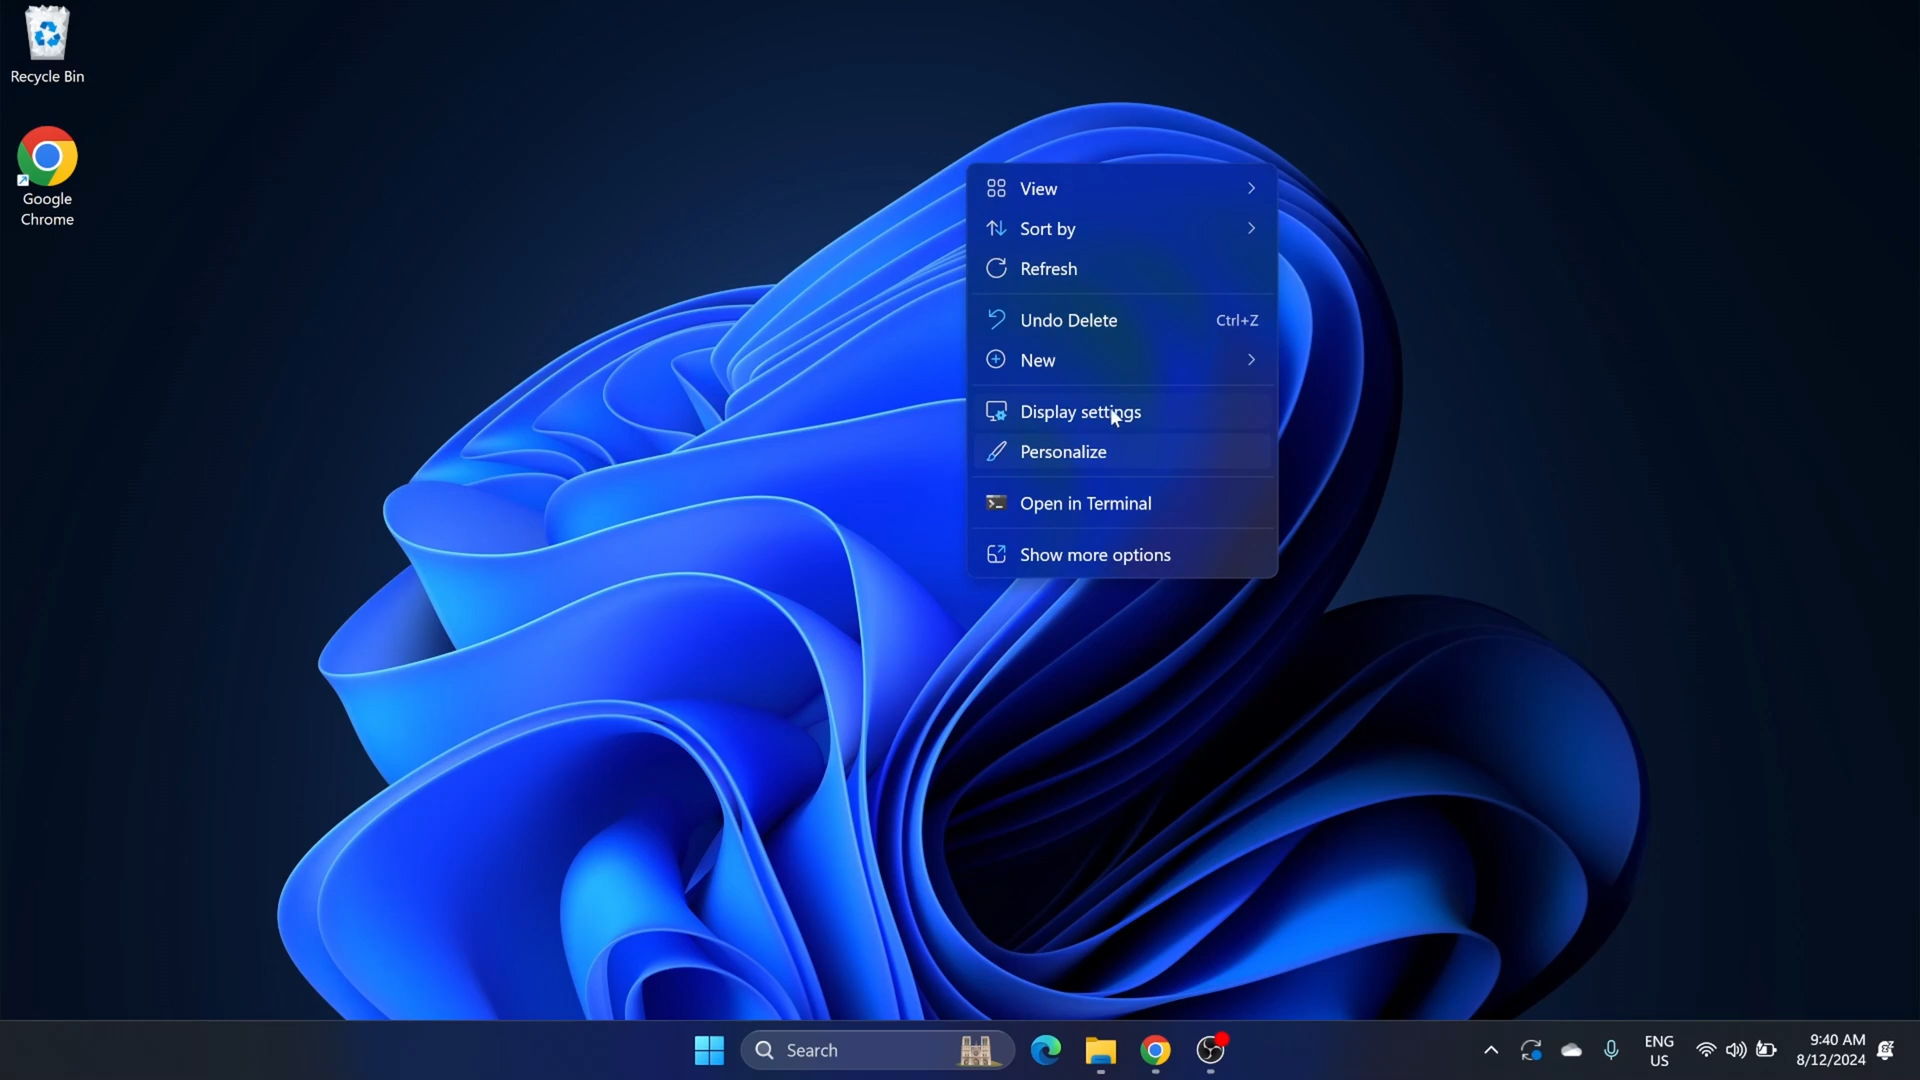 Recycle Bin
Google
Chrome
View
Sort by
Refresh
Undo Delete Ctrl+Z
New
Display settings
Personalize
Open in Terminal
Show more options
Search
ENG
US
9:40 AM
8/12/2024